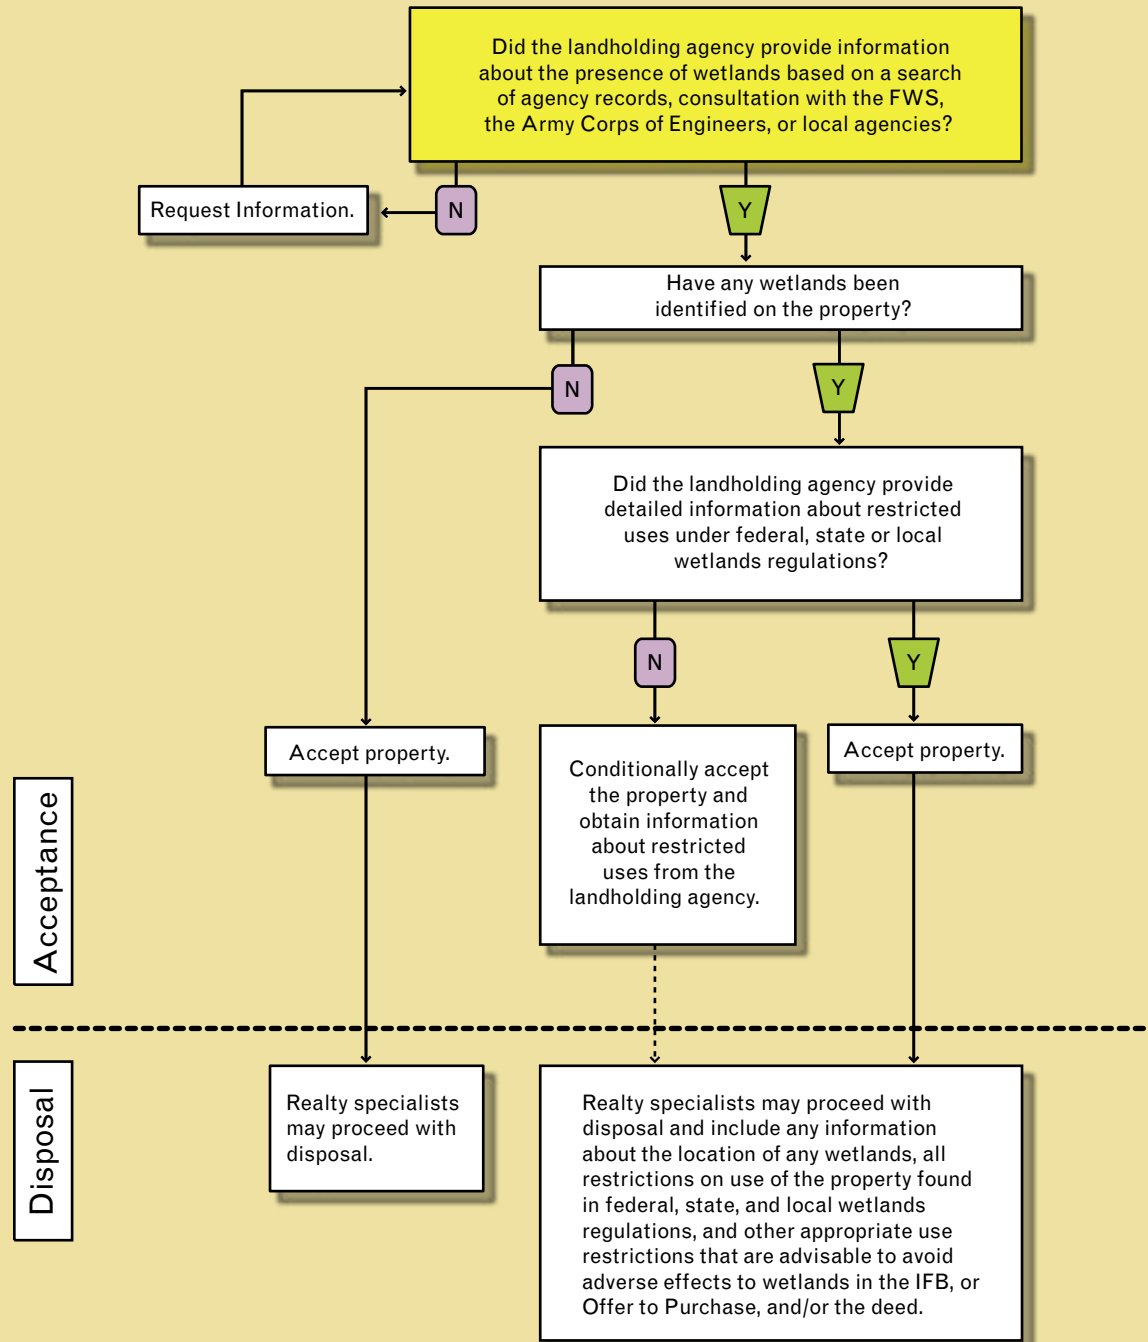 Did the landholding agency provide information
about the presence of wetlands based on a search
of agency records, consultation with the FWS,
the Army Corps of Engineers, or local agencies?
Request Information.
N
Y
Have any wetlands been
identified on the property?
N
Y
Did the landholding agency provide
detailed information about restricted
uses under federal, state or local
wetlands regulations?
N
Y
Accept property.
Conditionally accept
the property and
obtain information
about restricted
uses from the
landholding agency.
Accept property.
Acceptance
Disposal
Realty specialists
may proceed with
disposal.
Realty specialists may proceed with
disposal and include any information
about the location of any wetlands, all
restrictions on use of the property found
in federal, state, and local wetlands
regulations, and other appropriate use
restrictions that are advisable to avoid
adverse effects to wetlands in the IFB, or
Offer to Purchase, and/or the deed.